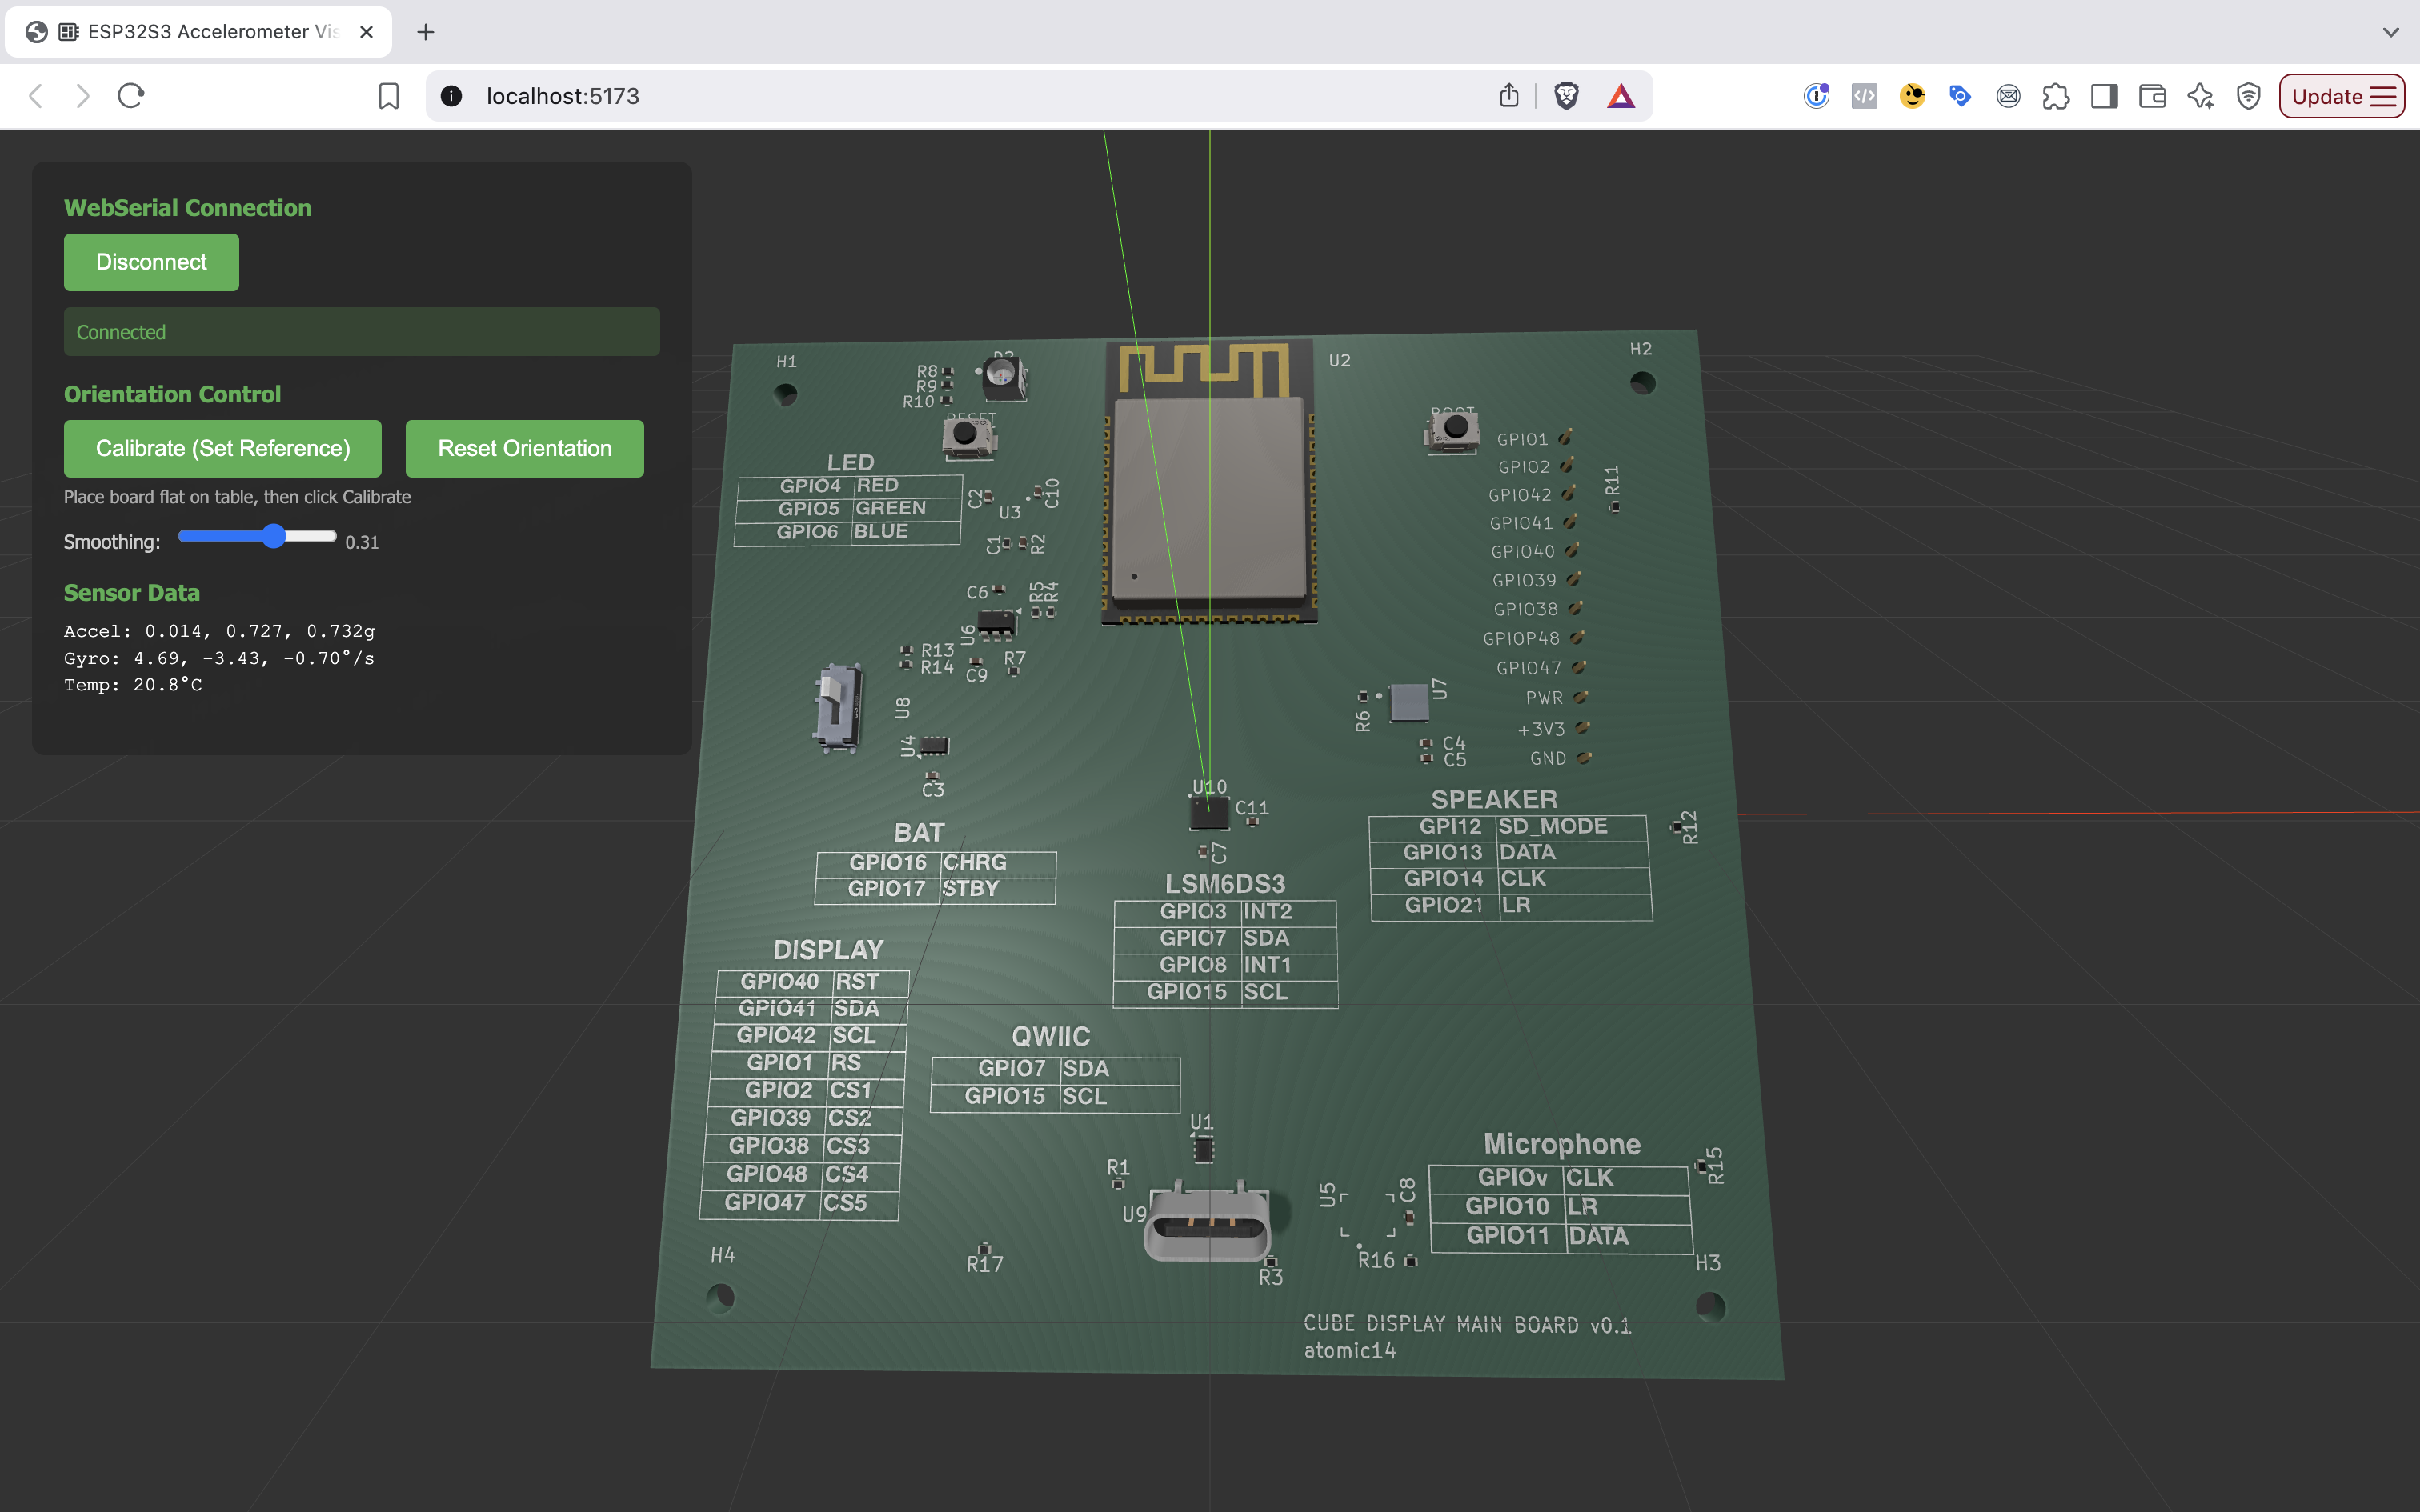 ESP32S3 Accelerometer Vis
localhost:5173
Update
WebSerial Connection
Disconnect
Connected
Orientation Control
Calibrate (Set Reference)
Reset Orientation
Place board flat on table, then click Calibrate
Smoothing:
0.31
Sensor Data
Accel: 0.014, 0.727, 0.732g
Gyro: 4.69, -3.43, -0.70°/s
Temp: 20.8°C
H1
R8
R9
R10
U2
H2
RESET
BOOT
LED
GPIO4 RED
GPIO5 GREEN
GPIO6 BLUE
C2
U3
C10
C1
R2
C6
R5
R4
U6
R13
R14
C9
R7
U8
U4
C3
GPIO1
GPIO2
GPIO42
GPIO41
GPIO40
GPIO39
GPIO38
GPIOP48
GPIO47
PWR
+3V3
GND
R11
R6
U7
C4
C5
U10
C11
C7
BAT
GPIO16 CHRG
GPIO17 STBY
LSM6DS3
GPIO3 INT2
GPIO7 SDA
GPIO8 INT1
GPIO15 SCL
SPEAKER
GPI12 SD_MODE
GPIO13 DATA
GPIO14 CLK
GPIO21 LR
R12
DISPLAY
GPIO40 RST
GPIO41 SDA
GPIO42 SCL
GPIO1 RS
GPIO2 CS1
GPIO39 CS2
GPIO38 CS3
GPIO48 CS4
GPIO47 CS5
QWIIC
GPIO7 SDA
GPIO15 SCL
U1
R1
U9
R3
R17
U5
C8
R16
Microphone
GPIOv CLK
GPIO10 LR
GPIO11 DATA
R15
H4
H3
CUBE DISPLAY MAIN BOARD v0.1
atomic14